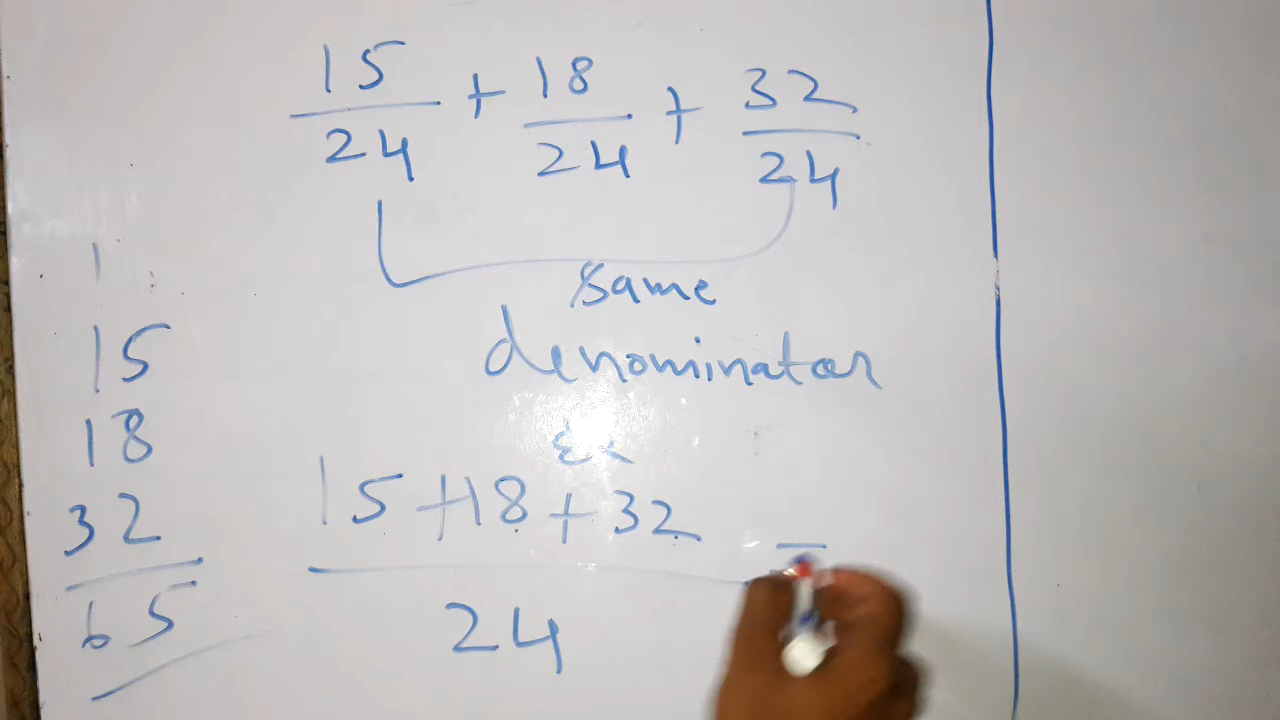 15/24 + 18/24 + 32/24
same
denominator
1
15
18
32
65
15 + 18 + 32
24